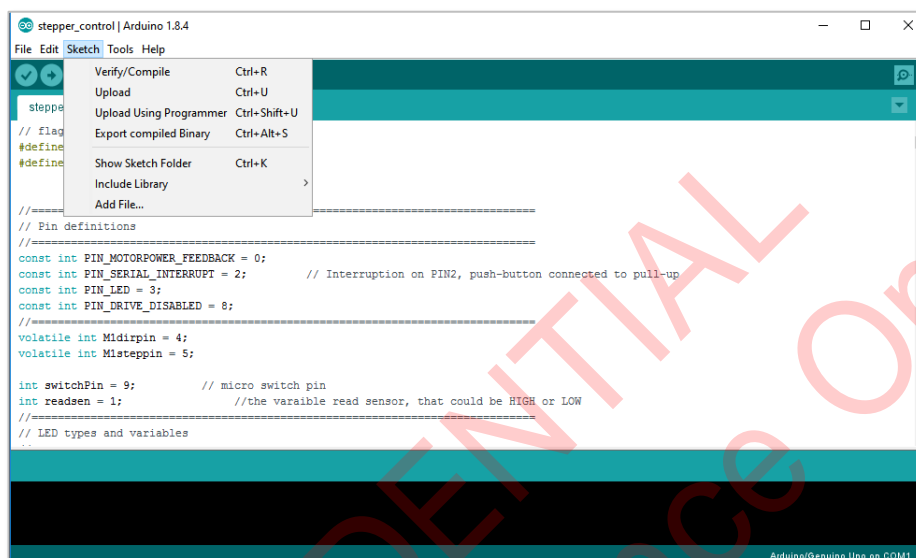 stepper_control | Arduino 1.8.4
File Edit Sketch Tools Help
Verify/Compile Ctrl+R
Upload Ctrl+U
Upload Using Programmer Ctrl+Shift+U
Export compiled Binary Ctrl+Alt+S
Show Sketch Folder Ctrl+K
Include Library >
Add File...
steppe
// flag
#define
#define
//=====================================================================
// Pin definitions
//=====================================================================
const int PIN_MOTORPOWER_FEEDBACK = 0;
const int PIN_SERIAL_INTERRUPT = 2; // Interruption on PIN2, push-button connected to pull-up
const int PIN_LED = 3;
const int PIN_DRIVE_DISABLED = 8;
//=====================================================================
volatile int M1dirpin = 4;
volatile int M1steppin = 5;
int switchPin = 9; // micro switch pin
int readsen = 1; //the varaible read sensor, that could be HIGH or LOW
//=====================================================================
// LED types and variables
Arduino/Genuino Uno on COM1
DENTIAL